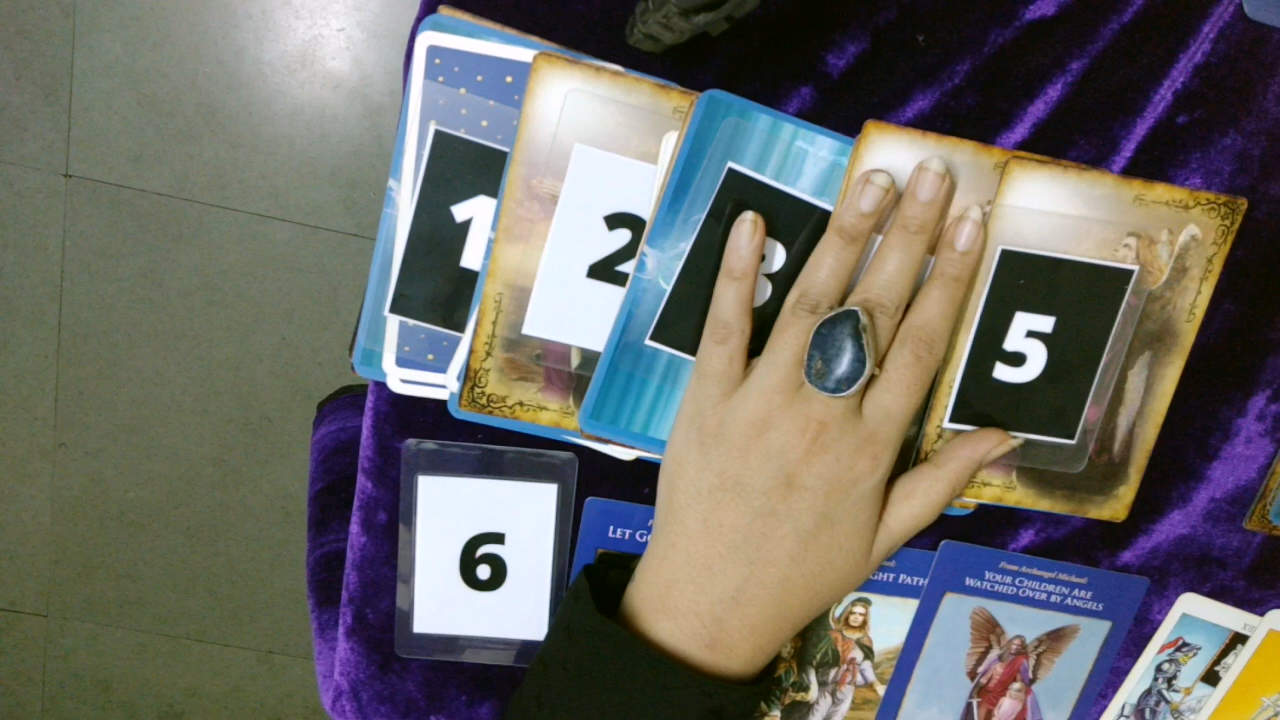 1
2
3
5
6
LET GO
GHT PATH
From Archangel Michael:
YOUR CHILDREN ARE
WATCHED OVER BY ANGELS
XII